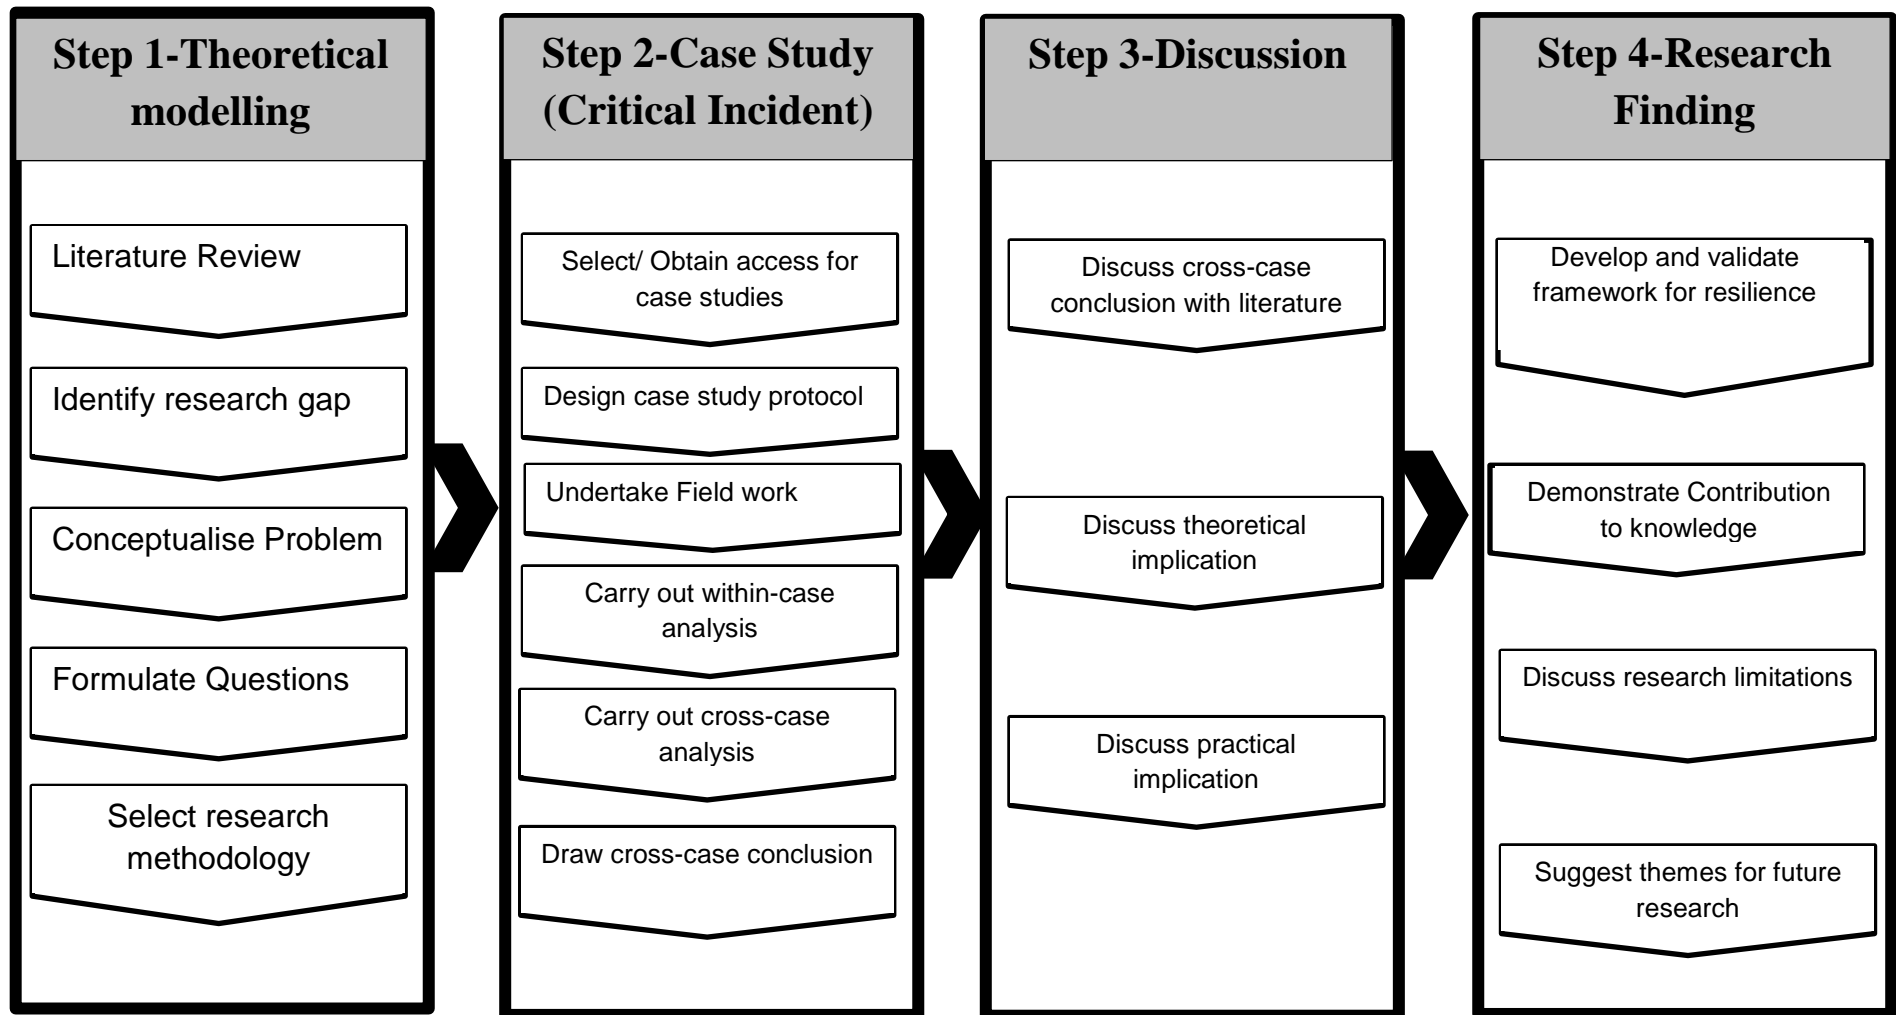 Step 1-Theoretical
modelling
Literature Review
Identify research gap
Conceptualise Problem
Formulate Questions
Select research
methodology
Step 2-Case Study
(Critical Incident)
Select/ Obtain access for
case studies
Design case study protocol
Undertake Field work
Carry out within-case
analysis
Carry out cross-case
analysis
Draw cross-case conclusion
Step 3-Discussion
Discuss cross-case
conclusion with literature
Discuss theoretical
implication
Discuss practical
implication
Step 4-Research
Finding
Develop and validate
framework for resilience
Demonstrate Contribution
to knowledge
Discuss research limitations
Suggest themes for future
research